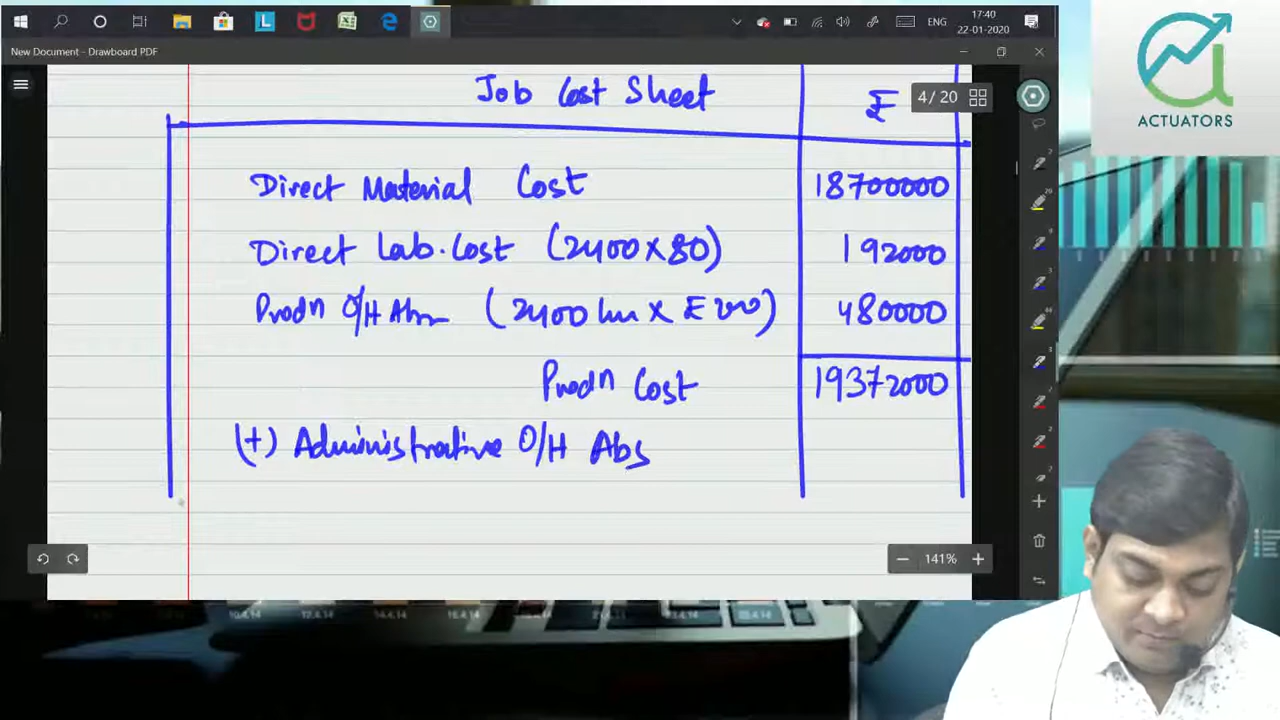 17:40
ENG
22-01-2020
New Document - Drawboard PDF
ACTUATORS
4 / 20
Job Cost Sheet ₹
Direct Material Cost 18700000
Direct Lab. Cost (2400 x 80) 192000
Prodn O/H Abs (2400 hrs x ₹ 200) 480000
Prodn Cost 19372000
(+) Administrative O/H Abs
141%